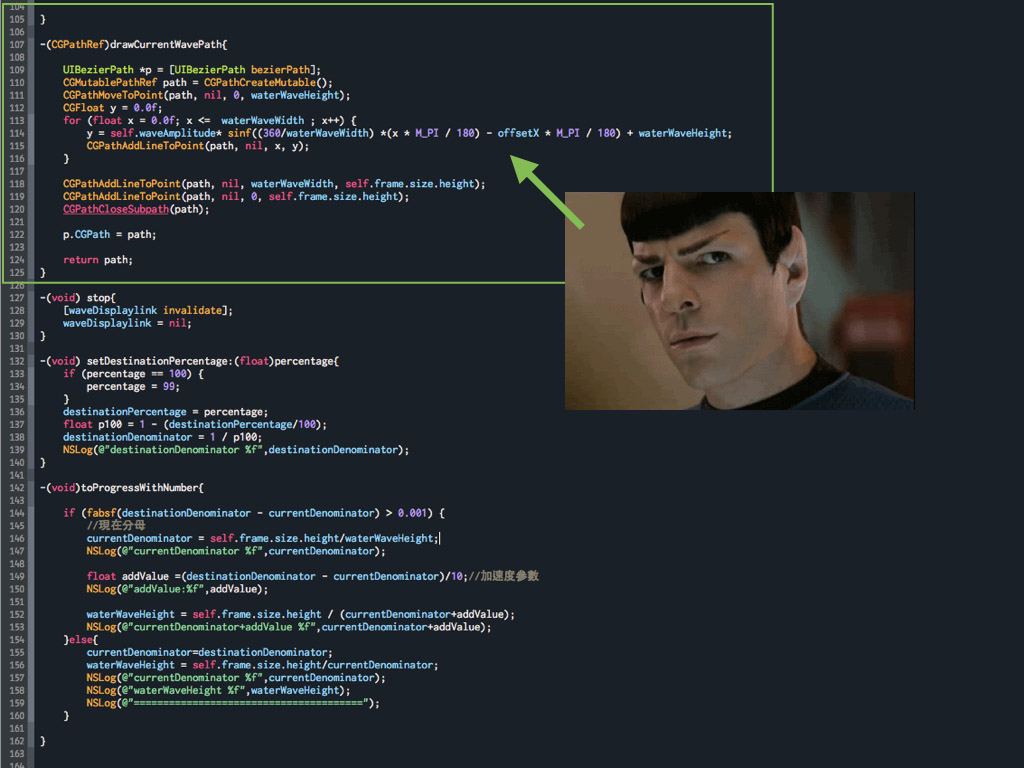 104
105 }
106
107 -(CGPathRef)drawCurrentWavePath{
108
109 UIBezierPath *p = [UIBezierPath bezierPath];
110 CGMutablePathRef path = CGPathCreateMutable();
111 CGPathMoveToPoint(path, nil, 0, waterWaveHeight);
112 CGFloat y = 0.0f;
113 for (float x = 0.0f; x <= waterWaveWidth ; x++) {
114 y = self.waveAmplitude* sinf((360/waterWaveWidth) *(x * M_PI / 180) - offsetX * M_PI / 180) + waterWaveHeight;
115 CGPathAddLineToPoint(path, nil, x, y);
116 }
117
118 CGPathAddLineToPoint(path, nil, waterWaveWidth, self.frame.size.height);
119 CGPathAddLineToPoint(path, nil, 0, self.frame.size.height);
120 CGPathCloseSubpath(path);
121
122 p.CGPath = path;
123
124 return path;
125 }
126
127 -(void) stop{
128 [waveDisplaylink invalidate];
129 waveDisplaylink = nil;
130 }
131
132 -(void) setDestinationPercentage:(float)percentage{
133 if (percentage == 100) {
134 percentage = 99;
135 }
136 destinationPercentage = percentage;
137 float p100 = 1 - (destinationPercentage/100);
138 destinationDenominator = 1 / p100;
139 NSLog(@"destinationDenominator %f",destinationDenominator);
140 }
141
142 -(void)toProgressWithNumber{
143
144 if (fabsf(destinationDenominator - currentDenominator) > 0.001) {
145 //現在分母
146 currentDenominator = self.frame.size.height/waterWaveHeight;
147 NSLog(@"currentDenominator %f",currentDenominator);
148
149 float addValue =(destinationDenominator - currentDenominator)/10;//加速度參數
150 NSLog(@"addValue:%f",addValue);
151
152 waterWaveHeight = self.frame.size.height / (currentDenominator+addValue);
153 NSLog(@"currentDenominator+addValue %f",currentDenominator+addValue);
154 }else{
155 currentDenominator=destinationDenominator;
156 waterWaveHeight = self.frame.size.height/currentDenominator;
157 NSLog(@"currentDenominator %f",currentDenominator);
158 NSLog(@"waterWaveHeight %f",waterWaveHeight);
159 NSLog(@"=======================================");
160 }
161
162 }
163
164